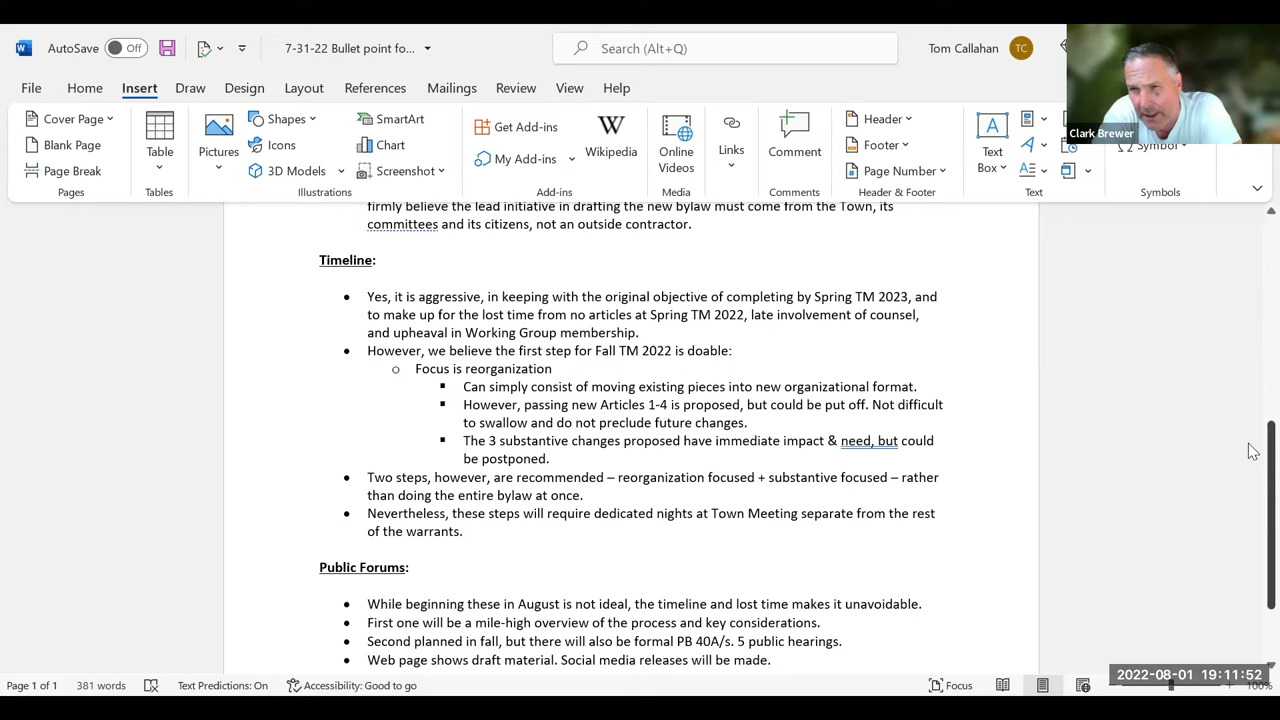 AutoSave Off 7-31-22 Bullet point fo... Search (Alt+Q) Tom Callahan TC
File Home Insert Draw Design Layout References Mailings Review View Help
Cover Page
Blank Page
Page Break
Pages
Table
Tables
Pictures
Shapes
Icons
3D Models
SmartArt
Chart
Screenshot
Illustrations
Get Add-ins
My Add-ins
Wikipedia
Add-ins
Online
Videos
Media
Links
Comment
Comments
Header
Footer
Page Number
Header & Footer
Text
Box
Text
Symbol
Symbols
Clark Brewer
firmly believe the lead initiative in drafting the new bylaw must come from the Town, its
committees and its citizens, not an outside contractor.
Timeline:
• Yes, it is aggressive, in keeping with the original objective of completing by Spring TM 2023, and
to make up for the lost time from no articles at Spring TM 2022, late involvement of counsel,
and upheaval in Working Group membership.
• However, we believe the first step for Fall TM 2022 is doable:
o Focus is reorganization
▪ Can simply consist of moving existing pieces into new organizational format.
▪ However, passing new Articles 1-4 is proposed, but could be put off. Not difficult
to swallow and do not preclude future changes.
▪ The 3 substantive changes proposed have immediate impact & need, but could
be postponed.
• Two steps, however, are recommended – reorganization focused + substantive focused – rather
than doing the entire bylaw at once.
• Nevertheless, these steps will require dedicated nights at Town Meeting separate from the rest
of the warrants.
Public Forums:
• While beginning these in August is not ideal, the timeline and lost time makes it unavoidable.
• First one will be a mile-high overview of the process and key considerations.
• Second planned in fall, but there will also be formal PB 40A/s. 5 public hearings.
• Web page shows draft material. Social media releases will be made.
Page 1 of 1 381 words Text Predictions: On Accessibility: Good to go Focus 100%
2022-08-01 19:11:52